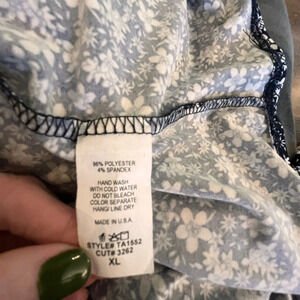 96% POLYESTER
4% SPANDEX
HAND WASH
WITH COLD WATER
DO NOT BLEACH
COLOR SEPARATE
HANG/ LINE DRY
MADE IN U.S.A.
STYLE# TA1552
CUT# 3262
XL